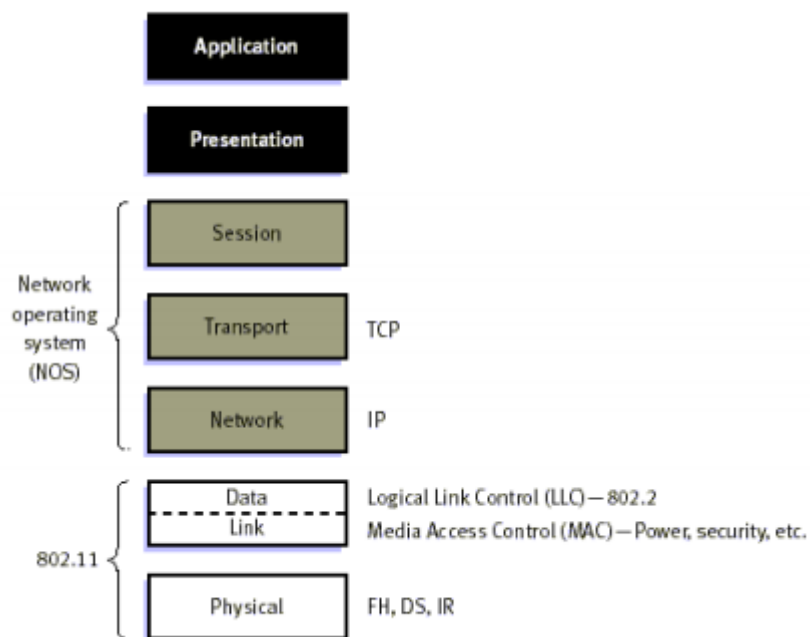 Application
Presentation
Session
Network
operating
system
(NOS)
Transport
TCP
Network
IP
Data
Logical Link Control (LLC)—802.2
Link
Media Access Control (MAC)—Power, security, etc.
802.11
Physical
FH, DS, IR